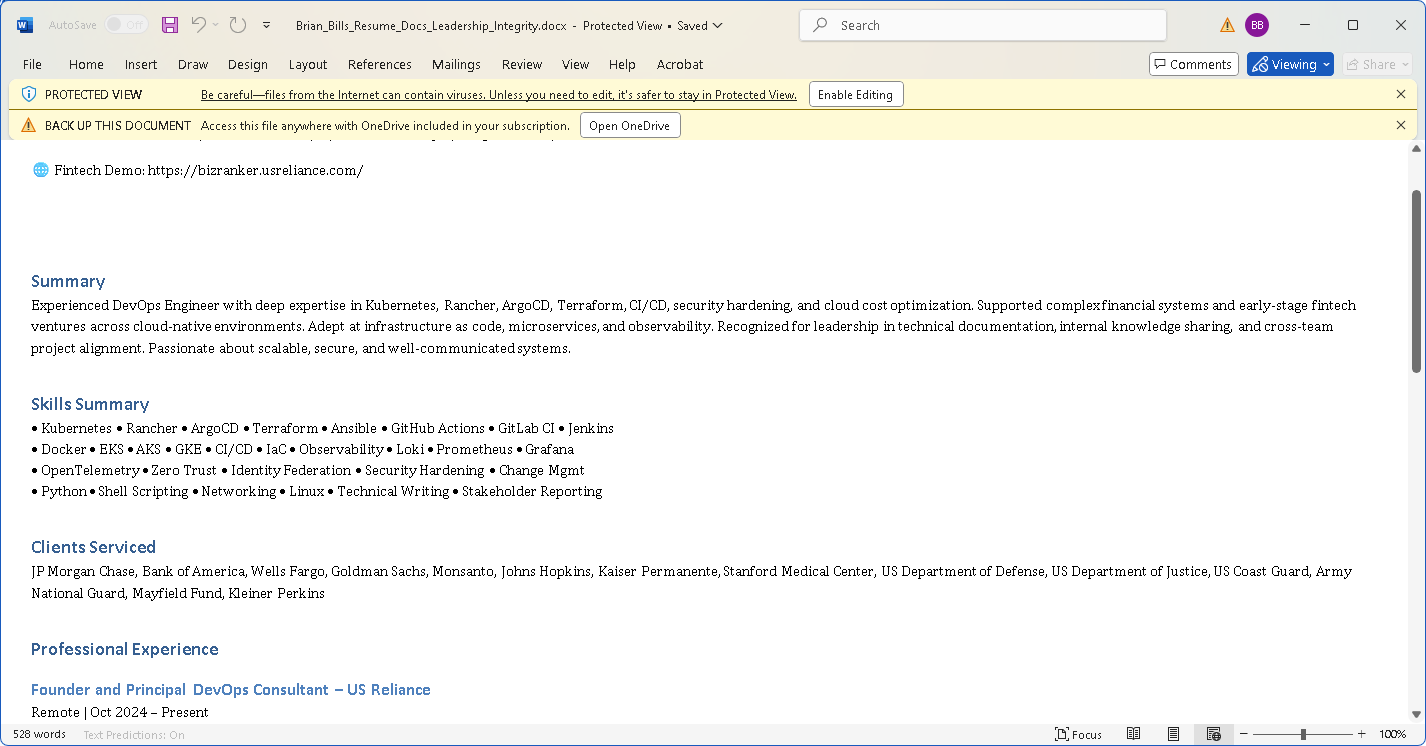 AutoSave Off Brian_Bills_Resume_Docs_Leadership_Integrity.docx - Protected View • Saved Search BB
File Home Insert Draw Design Layout References Mailings Review View Help Acrobat Comments Viewing Share
PROTECTED VIEW Be careful—files from the Internet can contain viruses. Unless you need to edit, it's safer to stay in Protected View. Enable Editing
BACK UP THIS DOCUMENT Access this file anywhere with OneDrive included in your subscription. Open OneDrive
Fintech Demo: https://bizranker.usreliance.com/
Summary
Experienced DevOps Engineer with deep expertise in Kubernetes, Rancher, ArgoCD, Terraform, CI/CD, security hardening, and cloud cost optimization. Supported complex financial systems and early-stage fintech
ventures across cloud-native environments. Adept at infrastructure as code, microservices, and observability. Recognized for leadership in technical documentation, internal knowledge sharing, and cross-team
project alignment. Passionate about scalable, secure, and well-communicated systems.
Skills Summary
• Kubernetes • Rancher • ArgoCD • Terraform • Ansible • GitHub Actions • GitLab CI • Jenkins
• Docker • EKS • AKS • GKE • CI/CD • IaC • Observability • Loki • Prometheus • Grafana
• OpenTelemetry • Zero Trust • Identity Federation • Security Hardening • Change Mgmt
• Python • Shell Scripting • Networking • Linux • Technical Writing • Stakeholder Reporting
Clients Serviced
JP Morgan Chase, Bank of America, Wells Fargo, Goldman Sachs, Monsanto, Johns Hopkins, Kaiser Permanente, Stanford Medical Center, US Department of Defense, US Department of Justice, US Coast Guard, Army
National Guard, Mayfield Fund, Kleiner Perkins
Professional Experience
Founder and Principal DevOps Consultant – US Reliance
Remote | Oct 2024 – Present
528 words Text Predictions: On Focus 100%